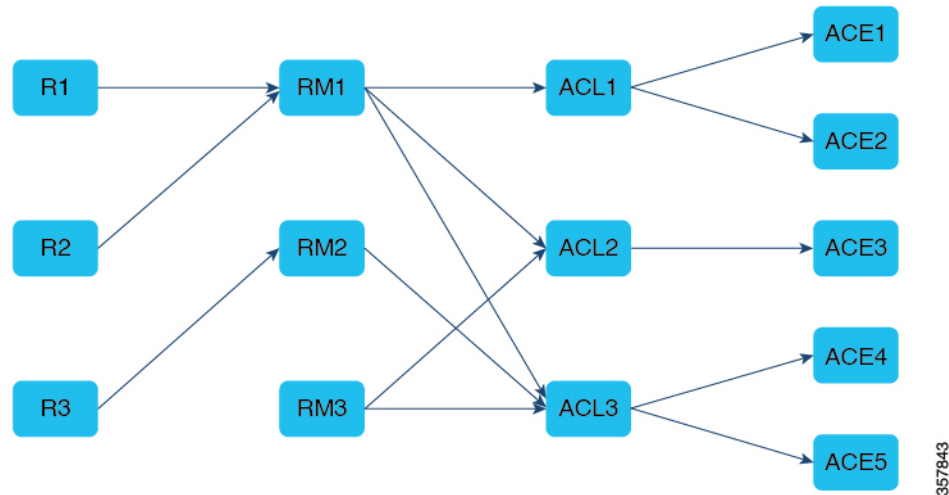 R1
RM1
ACL1
ACE1
ACE2
R2
RM2
ACL2
ACE3
R3
RM3
ACL3
ACE4
ACE5
357843